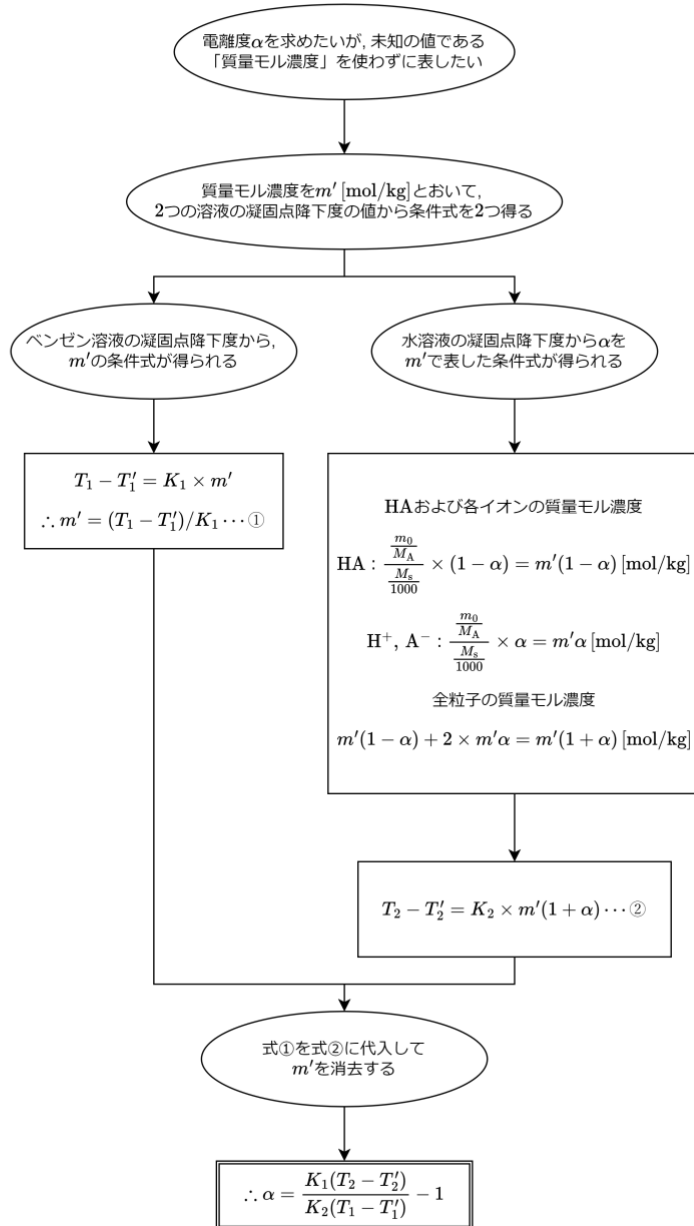 電離度αを求めたいが, 未知の値である
「質量モル濃度」を使わずに表したい
質量モル濃度をm′ [mol/kg]とおいて,
2つの溶液の凝固点降下度の値から条件式を2つ得る
ベンゼン溶液の凝固点降下度から,
m′の条件式が得られる
水溶液の凝固点降下度からαを
m′で表した条件式が得られる
T₁ − T₁′ = K₁ × m′
∴ m′ = (T₁ − T₁′)/K₁ ⋯ ①
HAおよび各イオンの質量モル濃度
HA : (m₀/M_A)/(M_s/1000) × (1 − α) = m′(1 − α) [mol/kg]
H⁺, A⁻ : (m₀/M_A)/(M_s/1000) × α = m′α [mol/kg]
全粒子の質量モル濃度
m′(1 − α) + 2 × m′α = m′(1 + α) [mol/kg]
T₂ − T₂′ = K₂ × m′(1 + α) ⋯ ②
式①を式②に代入して
m′を消去する
∴ α = K₁(T₂ − T₂′)/K₂(T₁ − T₁′) − 1